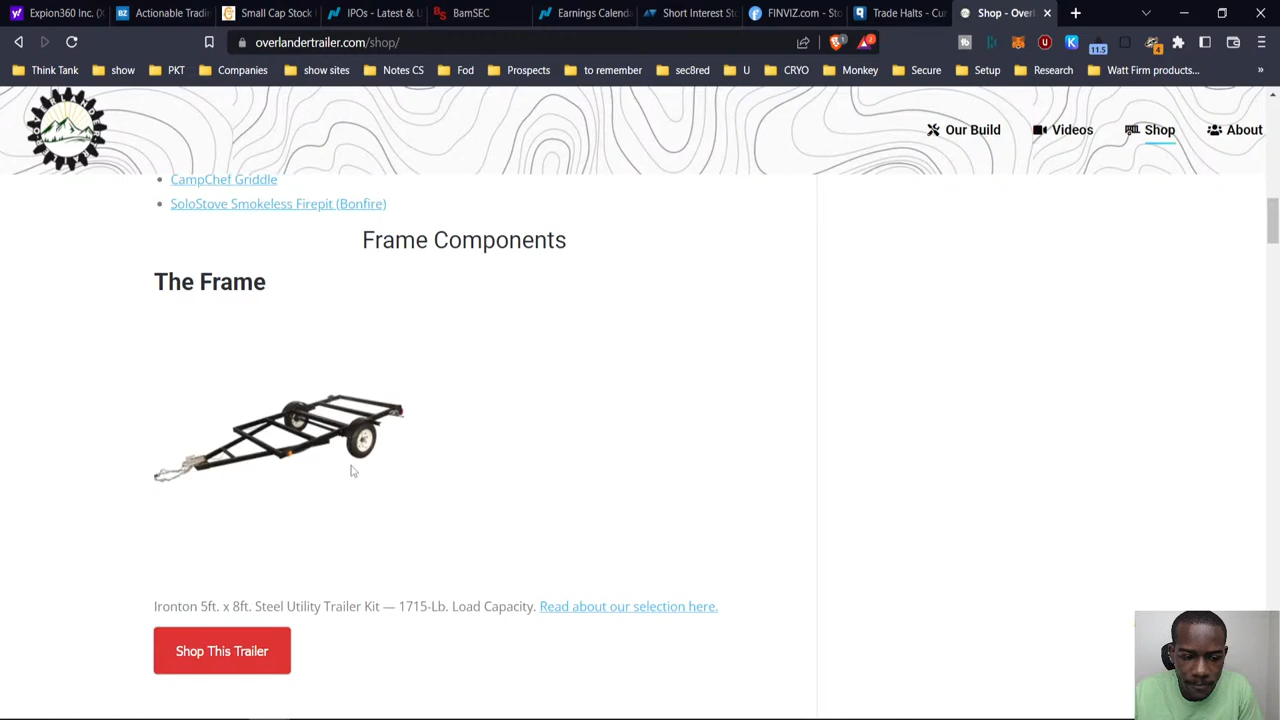 Expion360 Inc. (X
Actionable Tradi
Small Cap Stock
IPOs - Latest & U
BamSEC
Earnings Calenda
Short Interest St
FINVIZ.com - Sto
Trade Halts - Cur
Shop - Overl
overlandertrailer.com/shop/
11.5
Think Tank
show
PKT
Companies
show sites
Notes CS
Fod
Prospects
to remember
sec8red
U
CRYO
Monkey
Secure
Setup
Research
Watt Firm products...
»
Our Build
Videos
Shop
About
CampChef Griddle
SoloStove Smokeless Firepit (Bonfire)
Frame Components
The Frame
Ironton 5ft. x 8ft. Steel Utility Trailer Kit — 1715-Lb. Load Capacity. Read about our selection here.
Shop This Trailer